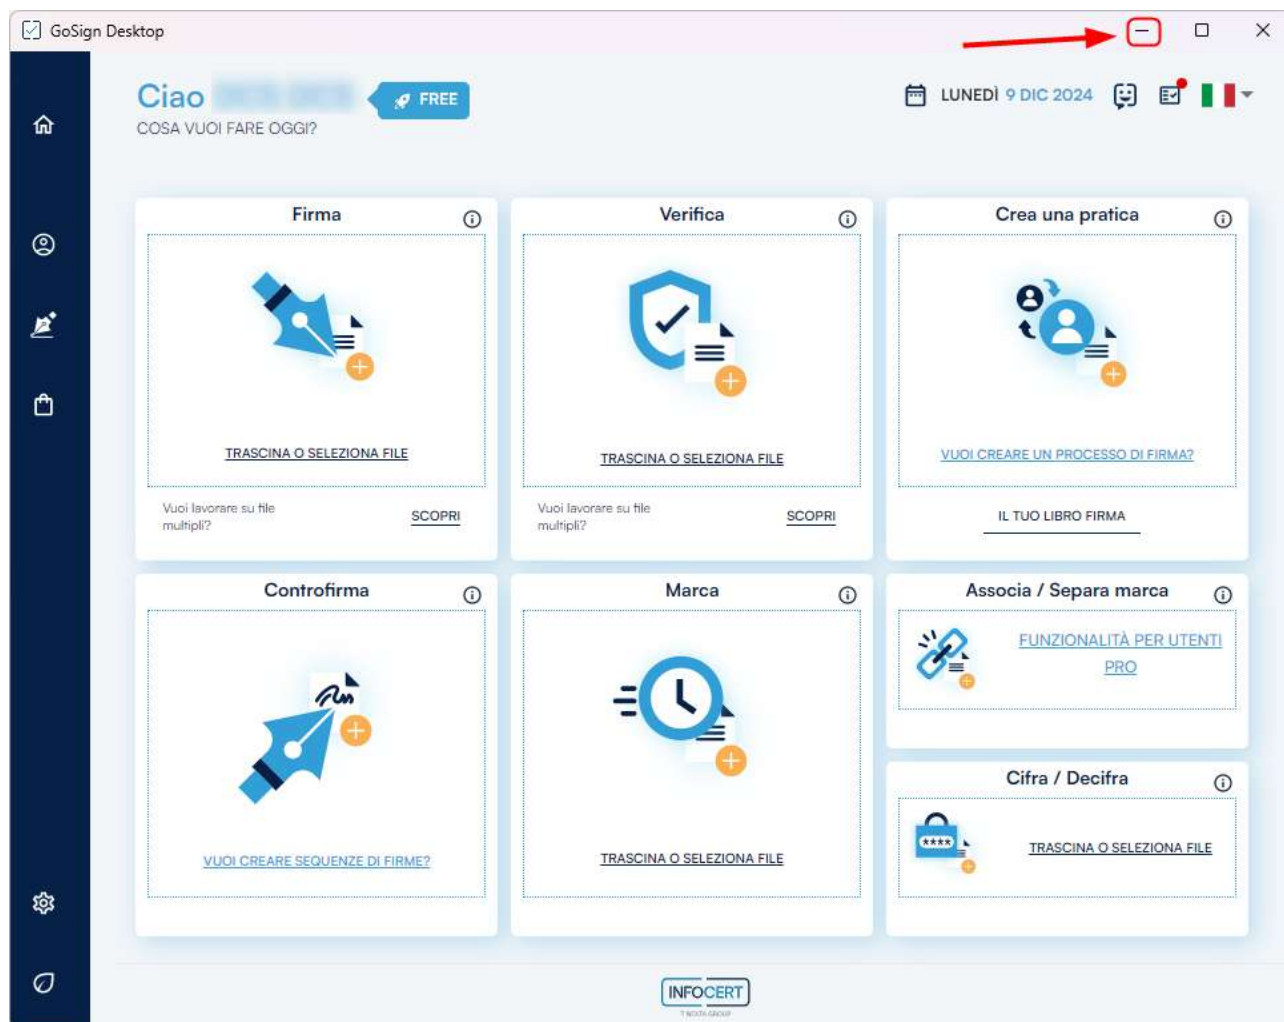 GoSign Desktop
Ciao
FREE
COSA VUOI FARE OGGI?
LUNEDÌ 9 DIC 2024
Firma
TRASCINA O SELEZIONA FILE
Vuoi lavorare su file
multipli?
SCOPRI
Verifica
TRASCINA O SELEZIONA FILE
Vuoi lavorare su file
multipli?
SCOPRI
Crea una pratica
VUOI CREARE UN PROCESSO DI FIRMA?
IL TUO LIBRO FIRMA
Controfirma
VUOI CREARE SEQUENZE DI FIRME?
Marca
TRASCINA O SELEZIONA FILE
Associa / Separa marca
FUNZIONALITÀ PER UTENTI
PRO
Cifra / Decifra
****
TRASCINA O SELEZIONA FILE
INFOCERT